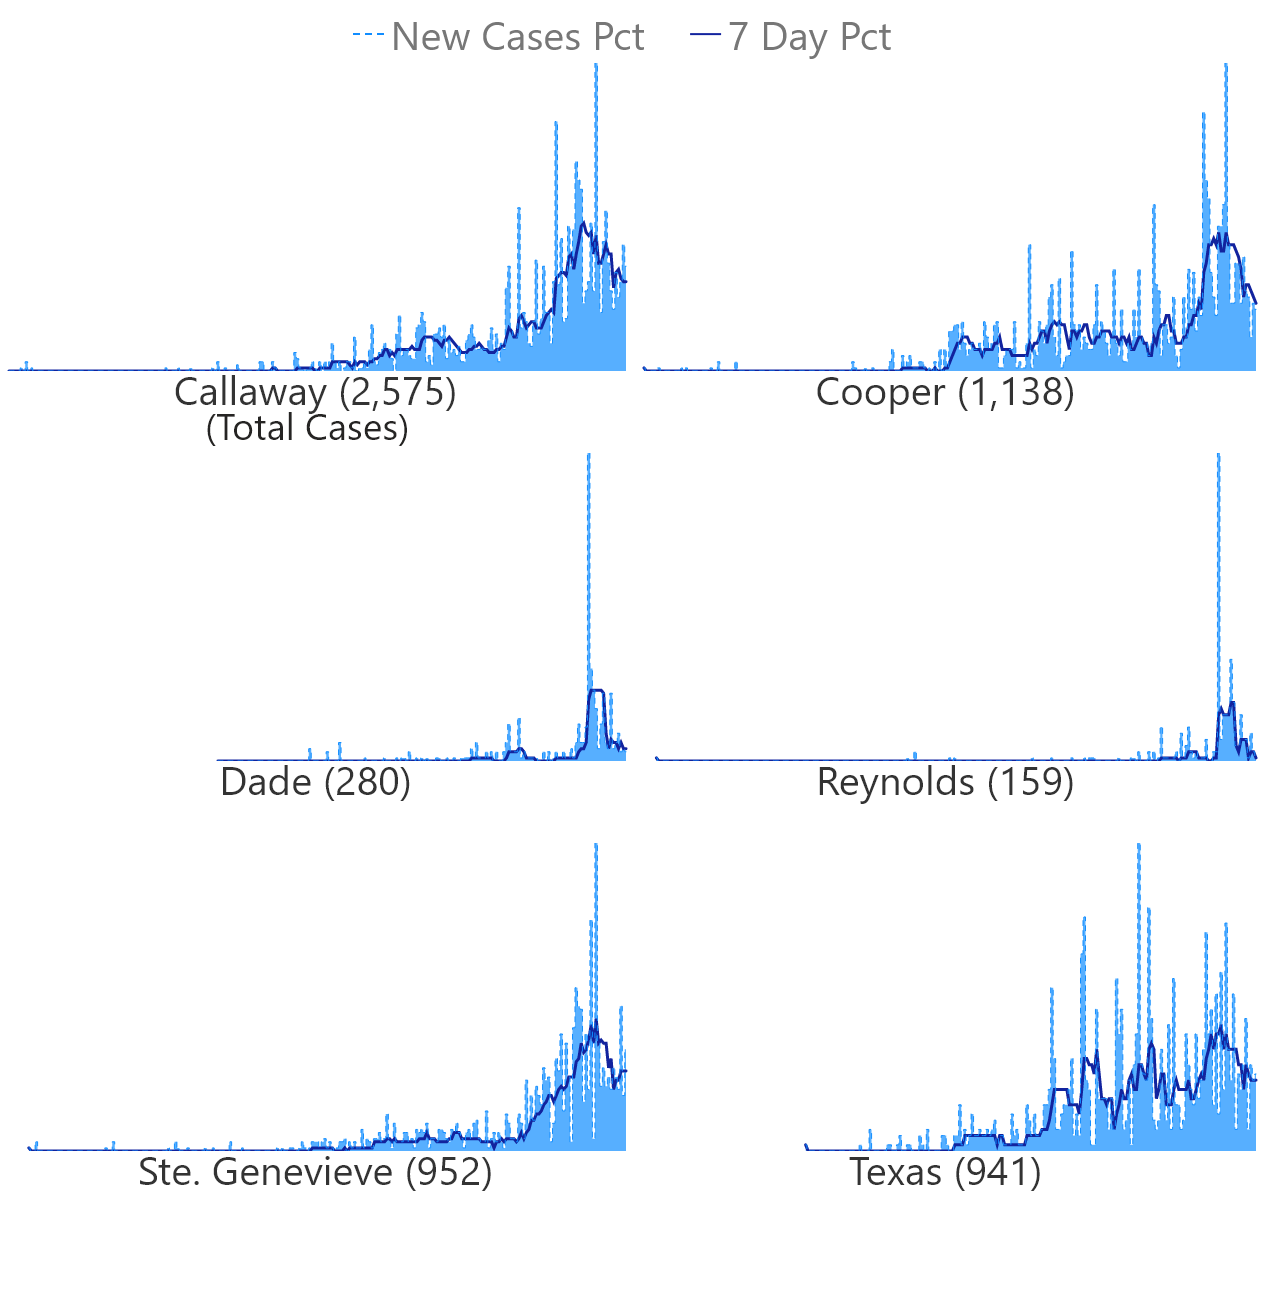 New Cases Pct 7 Day Pct
Callaway (2,575) Cooper (1,138)
(Total Cases)
Dade (280) Reynolds (159)
Ste. Genevieve (952) Texas (941)